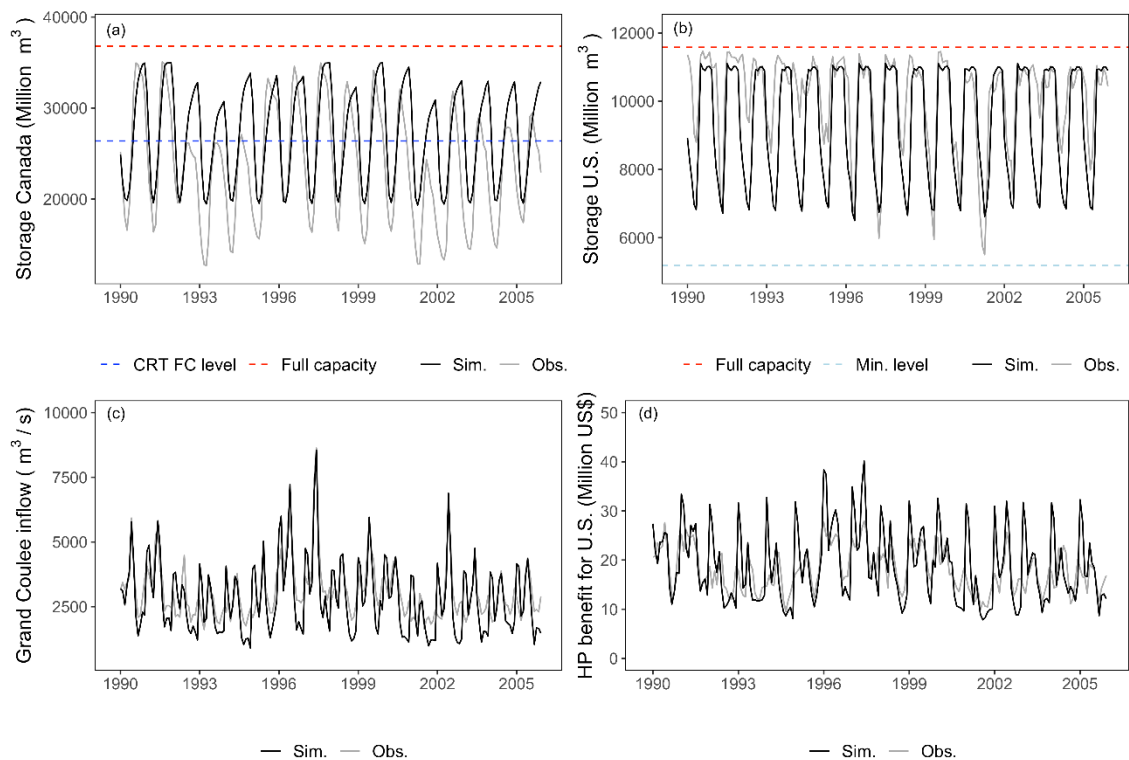 (a)
Storage Canada (Million m³)
40000
30000
20000
1990 1993 1996 1999 2002 2005
CRT FC level Full capacity Sim. Obs.
(b)
Storage U.S. (Million m³)
12000
10000
8000
6000
1990 1993 1996 1999 2002 2005
Full capacity Min. level Sim. Obs.
(c)
Grand Coulee inflow ( m³ / s)
10000
7500
5000
2500
1990 1993 1996 1999 2002 2005
Sim. Obs.
(d)
HP benefit for U.S. (Million US$)
50
40
30
20
10
0
1990 1993 1996 1999 2002 2005
Sim. Obs.